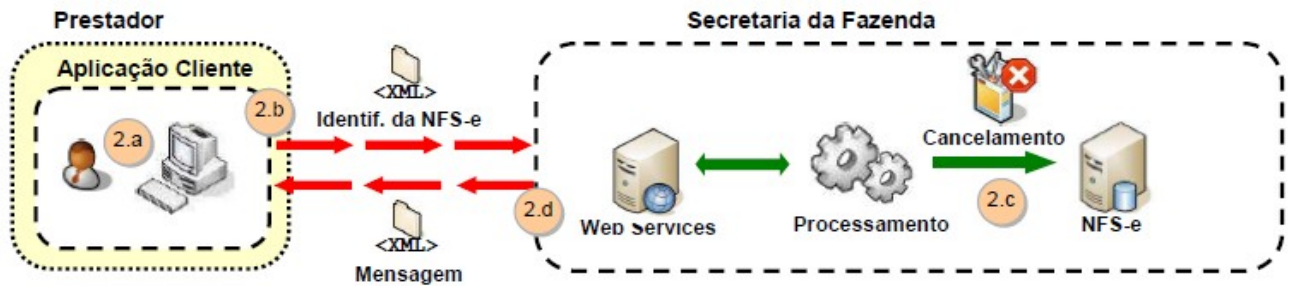 Prestador
Secretaria da Fazenda
Aplicação Cliente
2.a
2.b
<XML>
Identif. da NFS-e
<XML>
Mensagem
2.d
Web Services
Processamento
Cancelamento
2.c
NFS-e